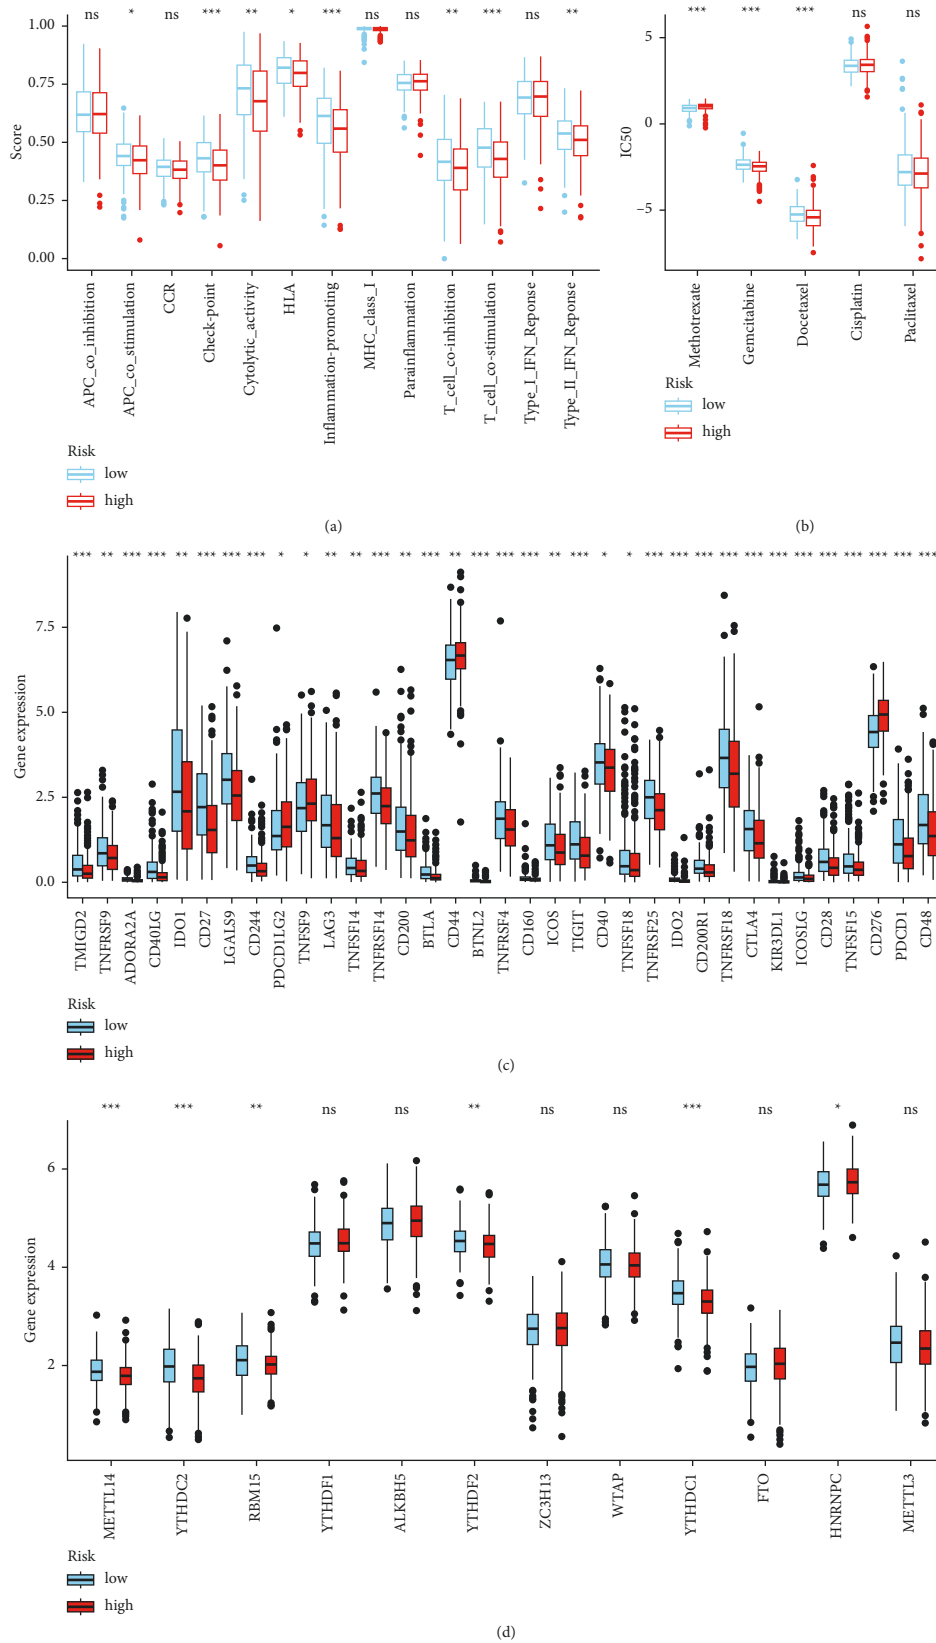 ns * ns *** ** * *** ns ns ** *** ns **
1.00
0.75
0.50
0.25
0.00
Score
APC_co_inhibition
APC_co_stimulation
CCR
Check-point
Cytolytic_activity
HLA
Inflammation-promoting
MHC_class_I
Parainflammation
T_cell_co-inhibition
T_cell_co-stimulation
Type_I_IFN_Reponse
Type_II_IFN_Reponse
Risk
low
high
(a)
*** *** *** ns ns
5
0
−5
IC50
Methotrexate
Gemcitabine
Docetaxel
Cisplatin
Paclitaxel
Risk
low
high
(b)
*** ** *** *** ** *** *** *** * * ** ** *** ** *** ** *** *** *** ** *** * * *** *** *** *** *** *** *** *** *** *** *** ***
7.5
5.0
2.5
0.0
Gene expression
TMIGD2
TNFRSF9
ADORA2A
CD40LG
IDO1
CD27
LGALS9
CD244
PDCD1LG2
TNFSF9
LAG3
TNFSF14
TNFRSF14
CD200
BTLA
CD44
BTNL2
TNFRSF4
CD160
ICOS
TIGIT
CD40
TNFSF18
TNFRSF25
IDO2
CD200R1
TNFRSF18
CTLA4
KIR3DL1
ICOSLG
CD28
TNFSF15
CD276
PDCD1
CD48
Risk
low
high
(c)
*** *** ** ns ns ** ns ns *** ns * ns
6
4
2
Gene expression
METTL14
YTHDC2
RBM15
YTHDF1
ALKBH5
YTHDF2
ZC3H13
WTAP
YTHDC1
FTO
HNRNPC
METTL3
Risk
low
high
(d)